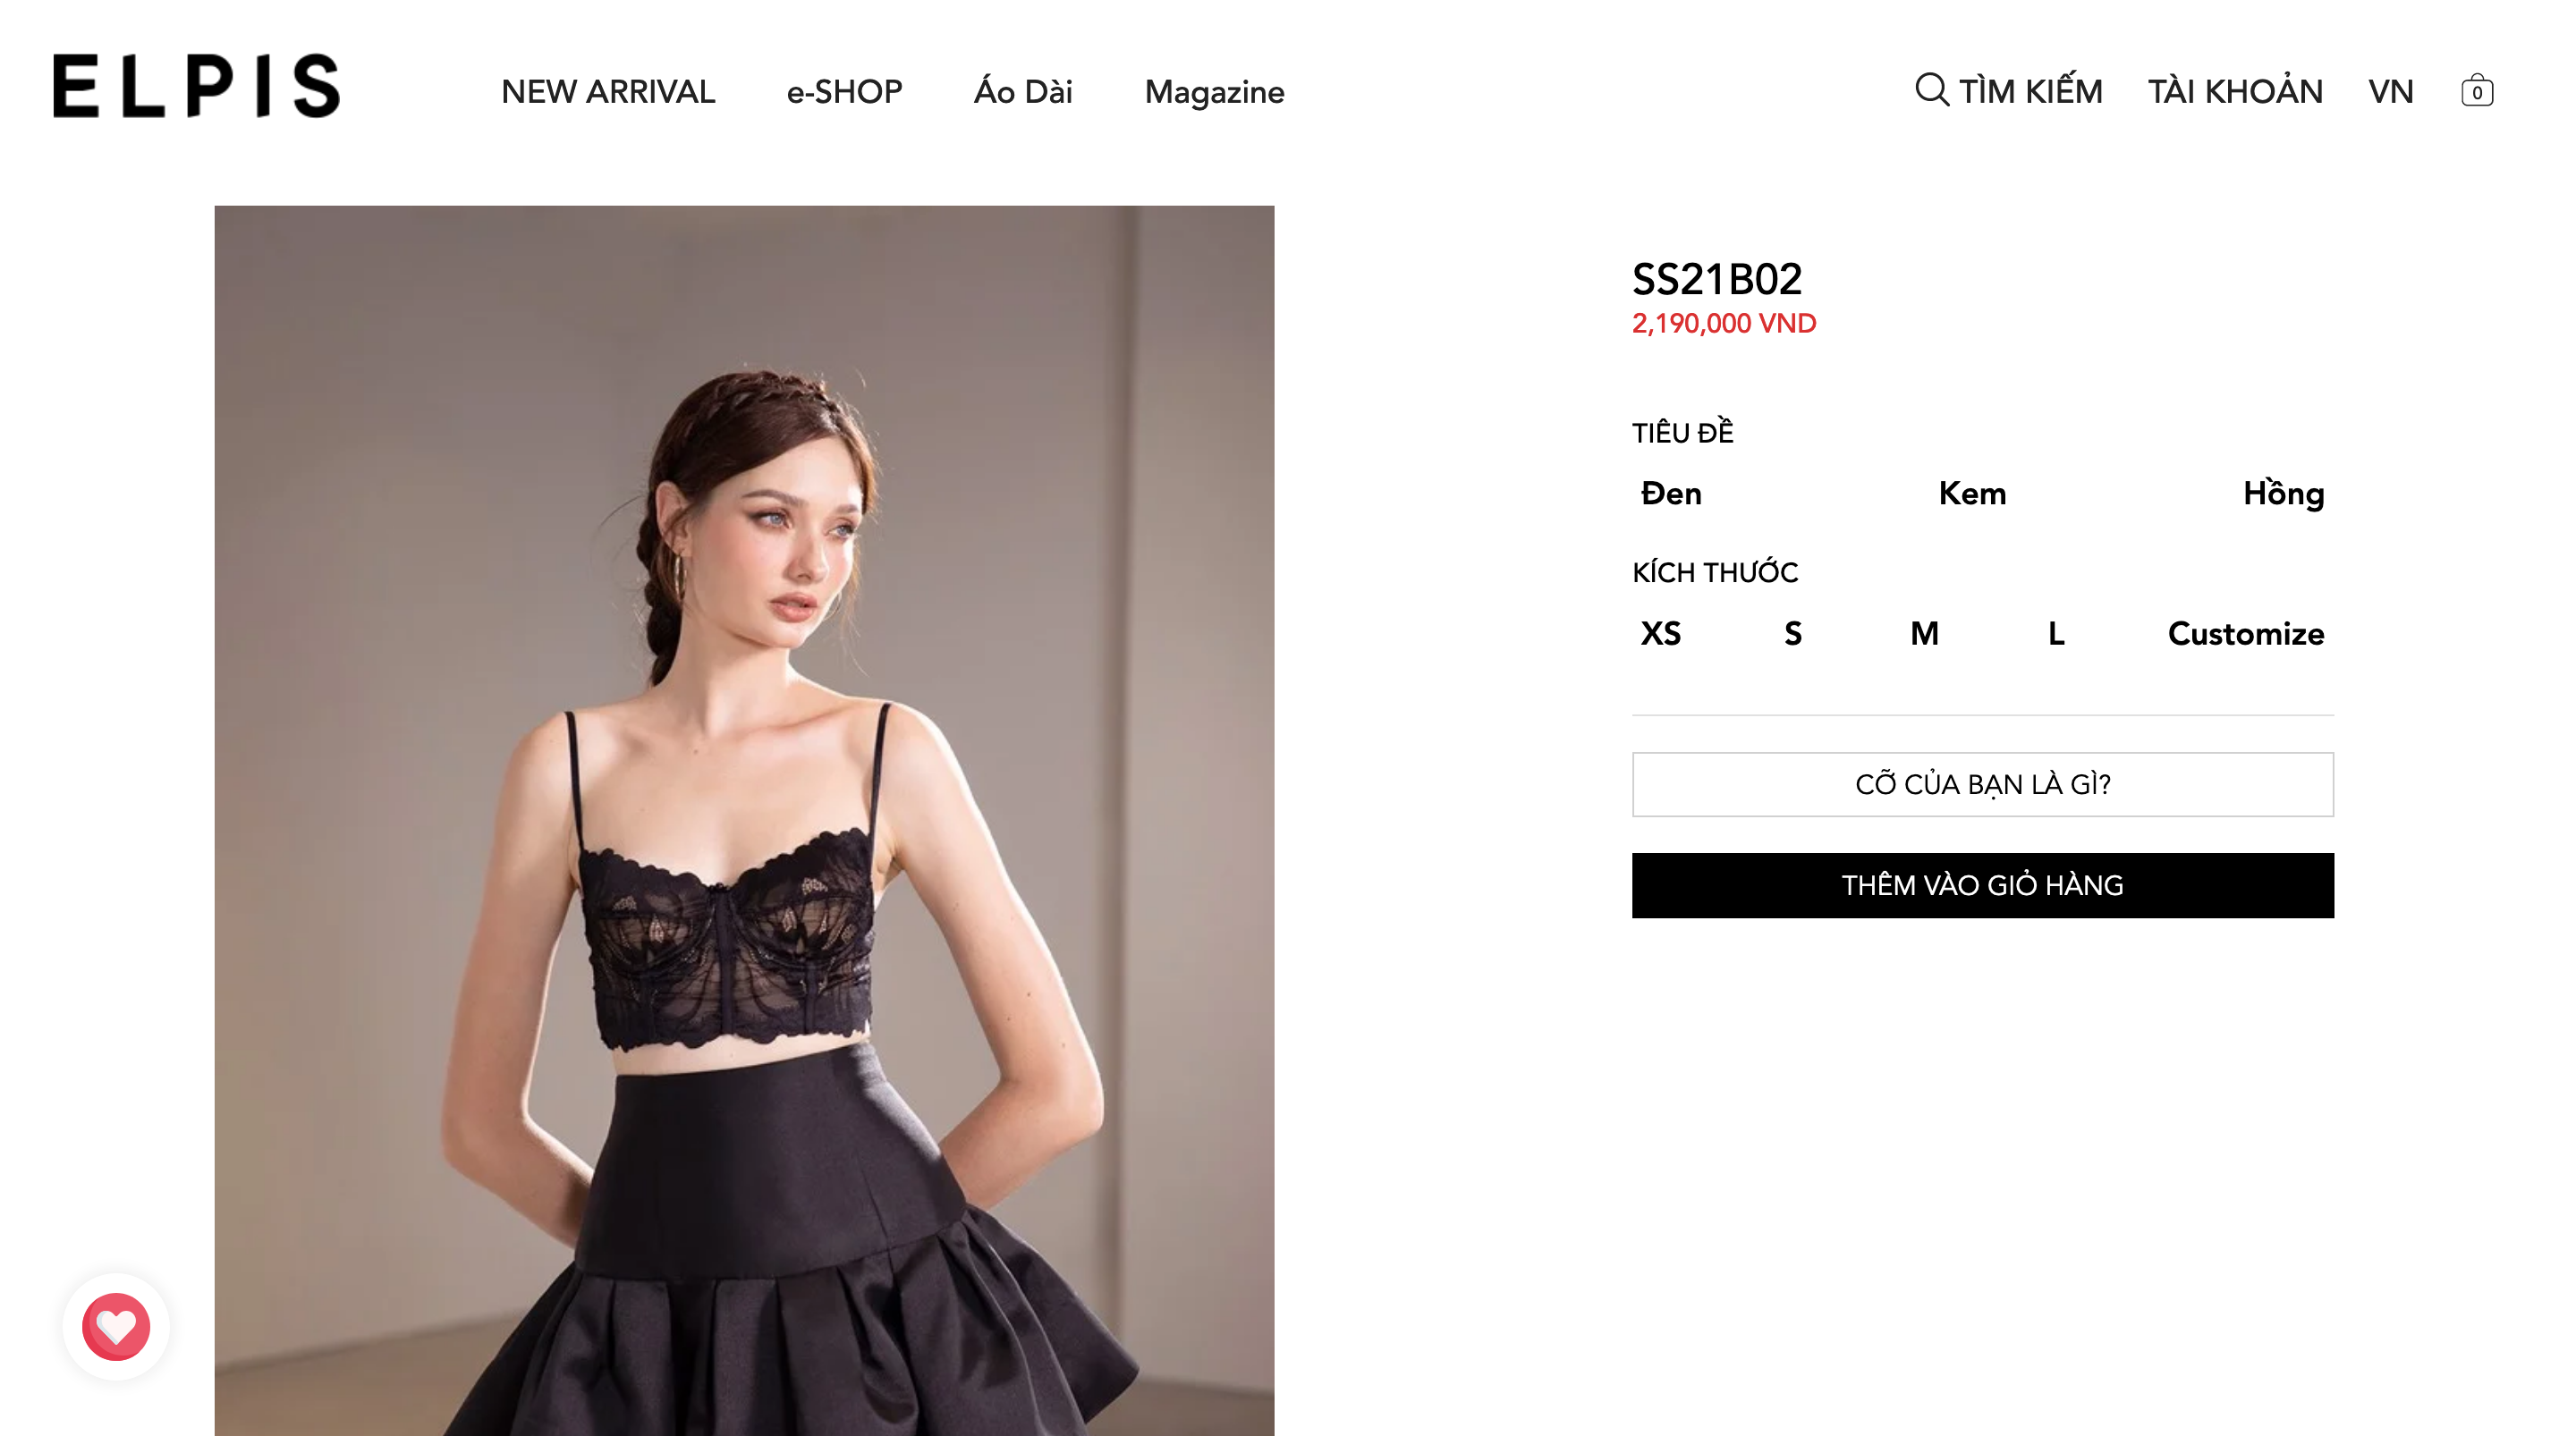 ELPIS
NEW ARRIVAL e-SHOP Áo Dài Magazine
TÌM KIẾM TÀI KHOẢN VN 0
SS21B02
2,190,000 VND
TIÊU ĐỀ
Đen Kem Hồng
KÍCH THƯỚC
XS S M L Customize
CỠ CỦA BẠN LÀ GÌ?
THÊM VÀO GIỎ HÀNG